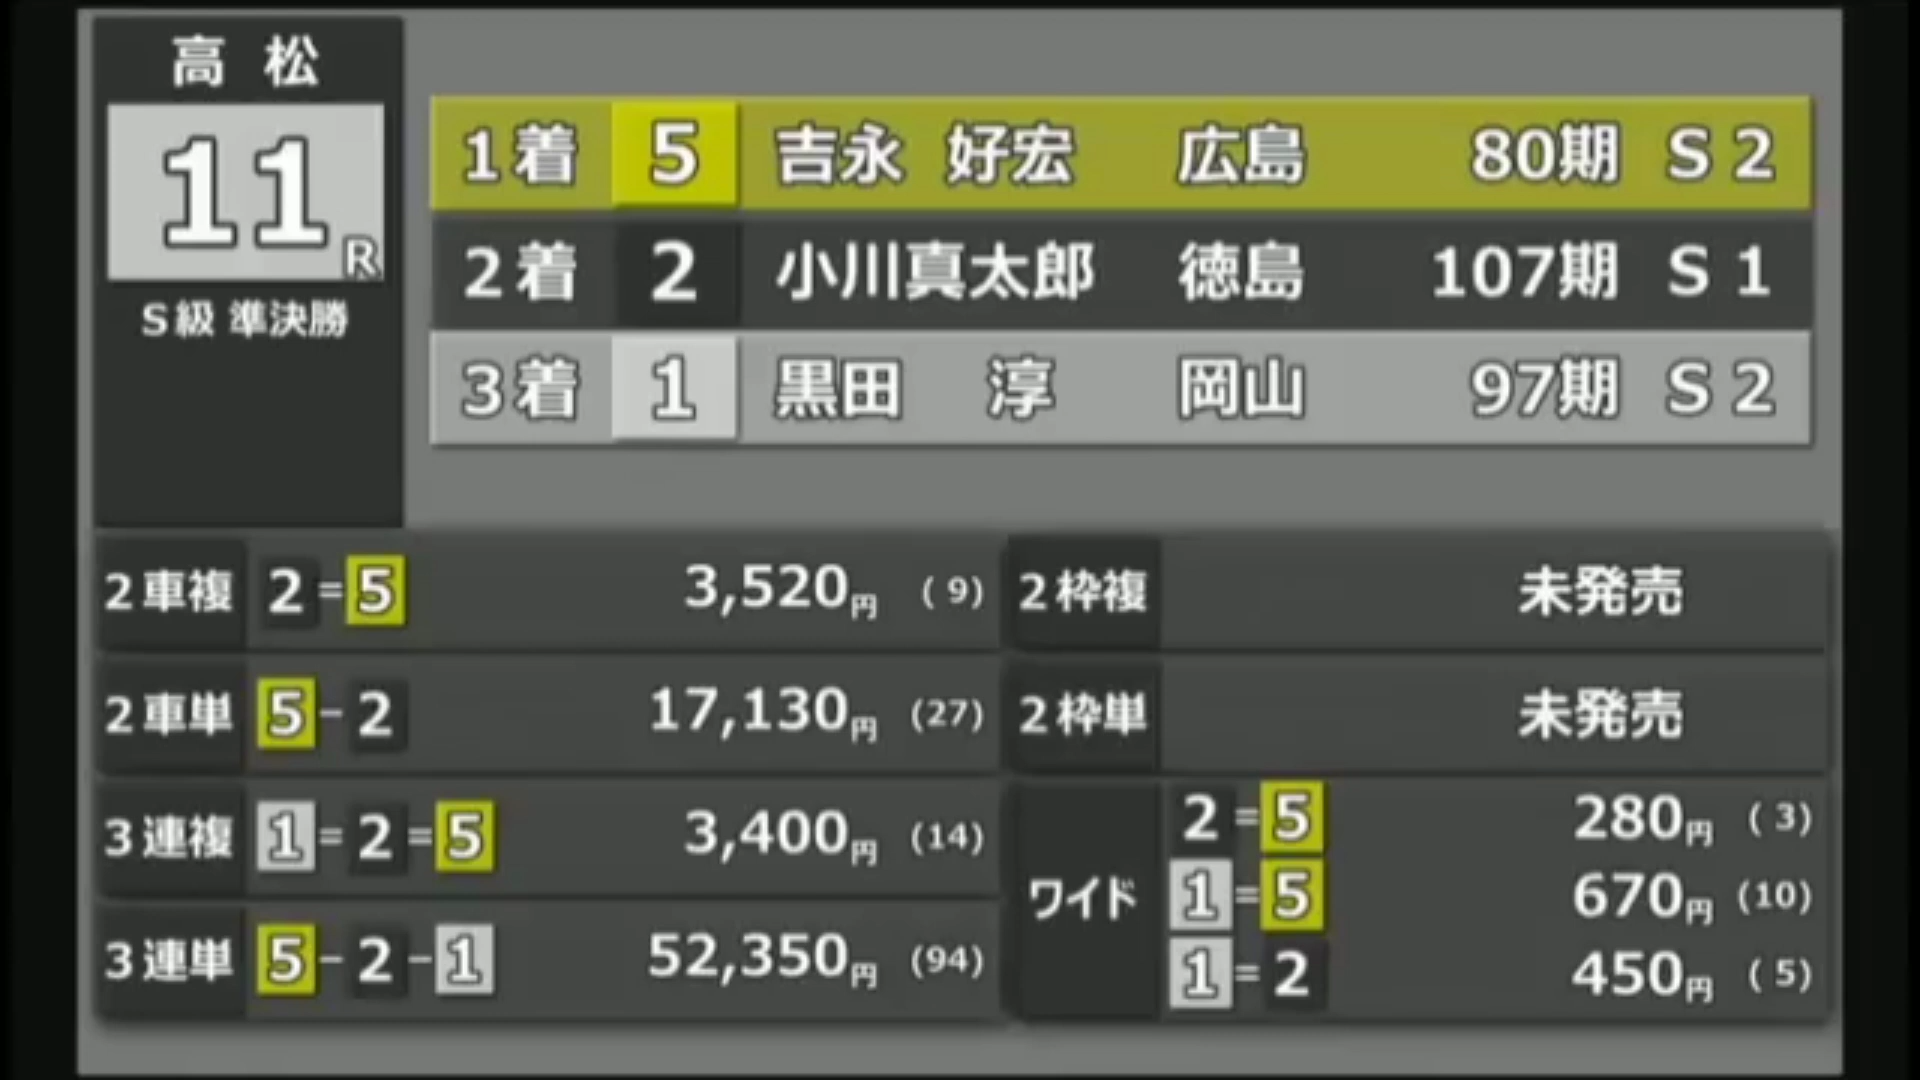 高松
11R
S級 準決勝
1着 5 吉永 好宏 広島 80期 S2
2着 2 小川真太郎 徳島 107期 S1
3着 1 黒田 淳 岡山 97期 S2
2車複 2=5 3,520円 (9)
2車単 5-2 17,130円 (27)
3連複 1=2=5 3,400円 (14)
3連単 5-2-1 52,350円 (94)
2枠複 未発売
2枠単 未発売
ワイド
2=5 280円 (3)
1=5 670円 (10)
1=2 450円 (5)